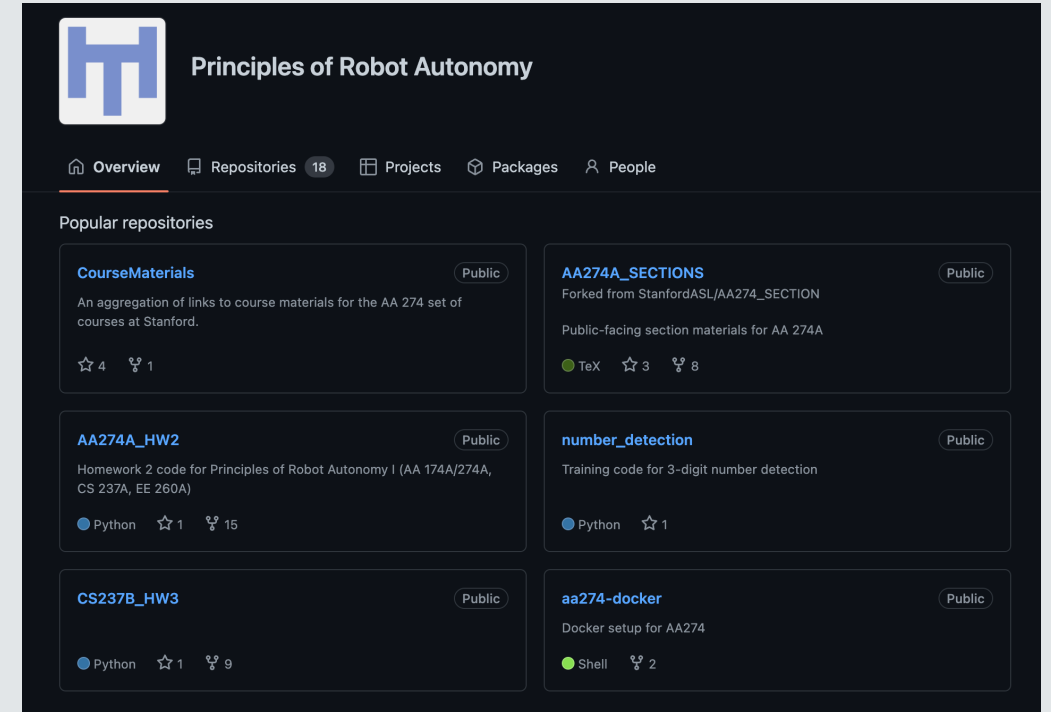 Principles of Robot Autonomy
Overview Repositories 18 Projects Packages People
Popular repositories
CourseMaterials Public
An aggregation of links to course materials for the AA 274 set of
courses at Stanford.
4 1
AA274A_SECTIONS Public
Forked from StanfordASL/AA274_SECTION
Public-facing section materials for AA 274A
TeX 3 8
AA274A_HW2 Public
Homework 2 code for Principles of Robot Autonomy I (AA 174A/274A,
CS 237A, EE 260A)
Python 1 15
number_detection Public
Training code for 3-digit number detection
Python 1
CS237B_HW3 Public
Python 1 9
aa274-docker Public
Docker setup for AA274
Shell 2